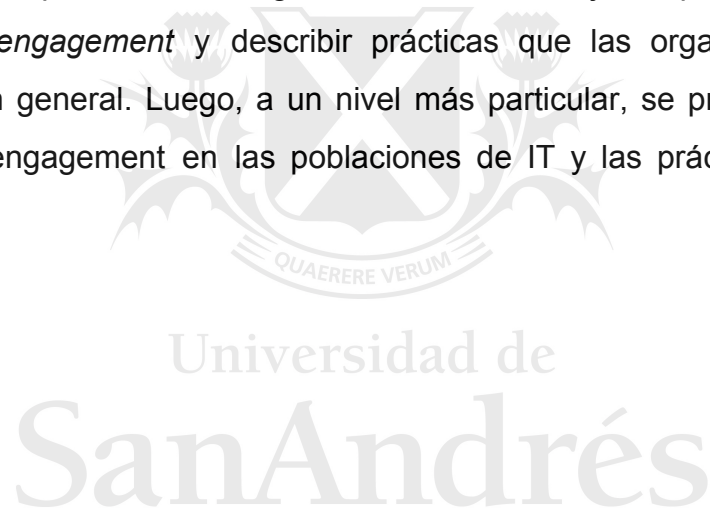 engagement y describir prácticas que las orga
general. Luego, a un nivel más particular, se pr
engagement en las poblaciones de IT y las prác
QUAERERE VERUM
Universidad de
SanAndrés